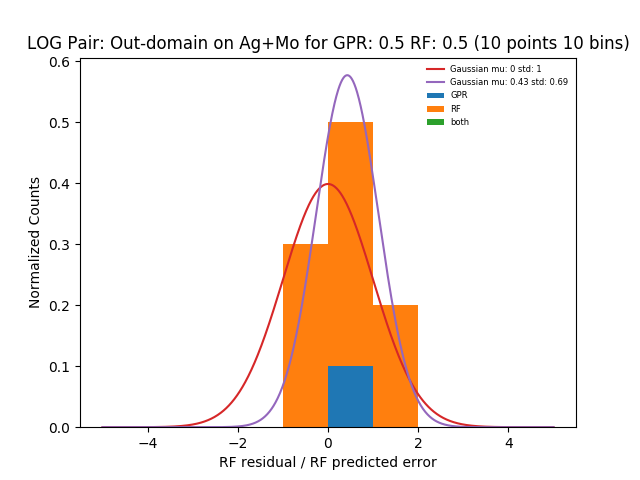 LOG Pair: Out-domain on Ag+Mo for GPR: 0.5 RF: 0.5 (10 points 10 bins)
Gaussian mu: 0 std: 1
Gaussian mu: 0.43 std: 0.69
GPR
RF
both
Normalized Counts
0.6
0.5
0.4
0.3
0.2
0.1
0.0
−4 −2 0 2 4
RF residual / RF predicted error